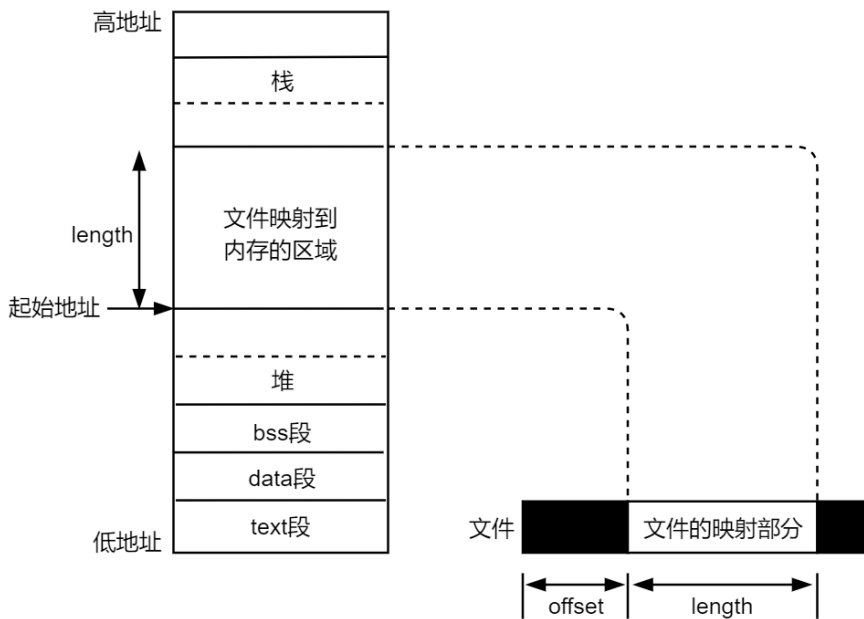 高地址
栈
length
文件映射到
内存的区域
起始地址
堆
bss段
data段
text段
低地址
文件
文件的映射部分
offset
length